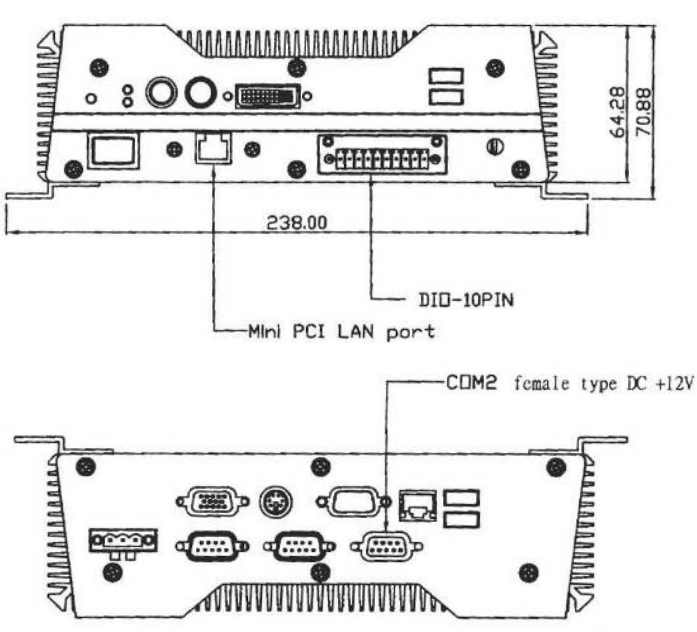 64.28
70.88
238.00
DIO-10PIN
MIni PCI LAN port
COM2 female type DC +12V